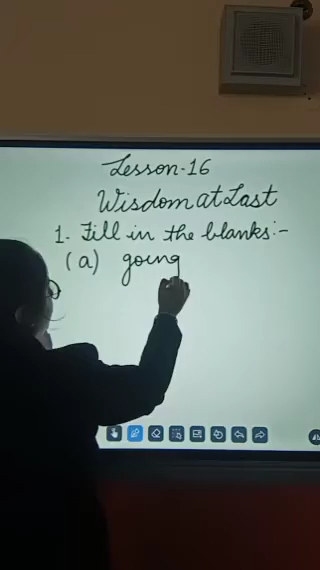 Lesson-16
Wisdom at Last
1- Fill in the blanks:-
(a) going